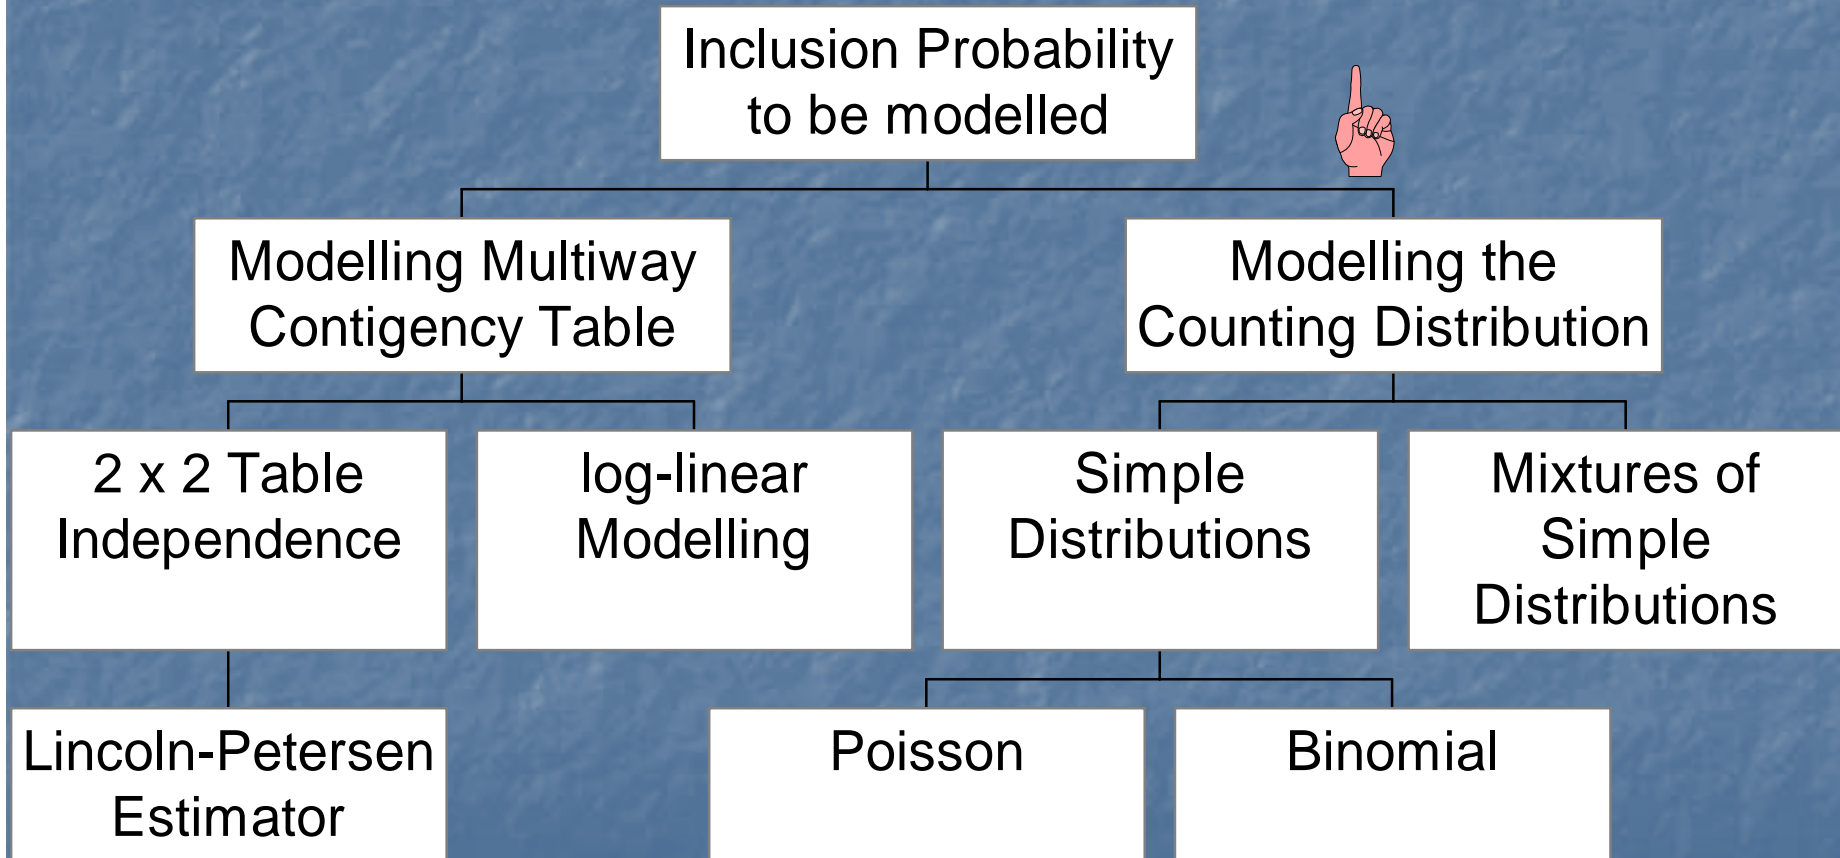 Inclusion Probability
to be modelled
Modelling Multiway
Contigency Table
Modelling the
Counting Distribution
2 x 2 Table
Independence
log-linear
Modelling
Simple
Distributions
Mixtures of
Simple
Distributions
Lincoln-Petersen
Estimator
Poisson
Binomial